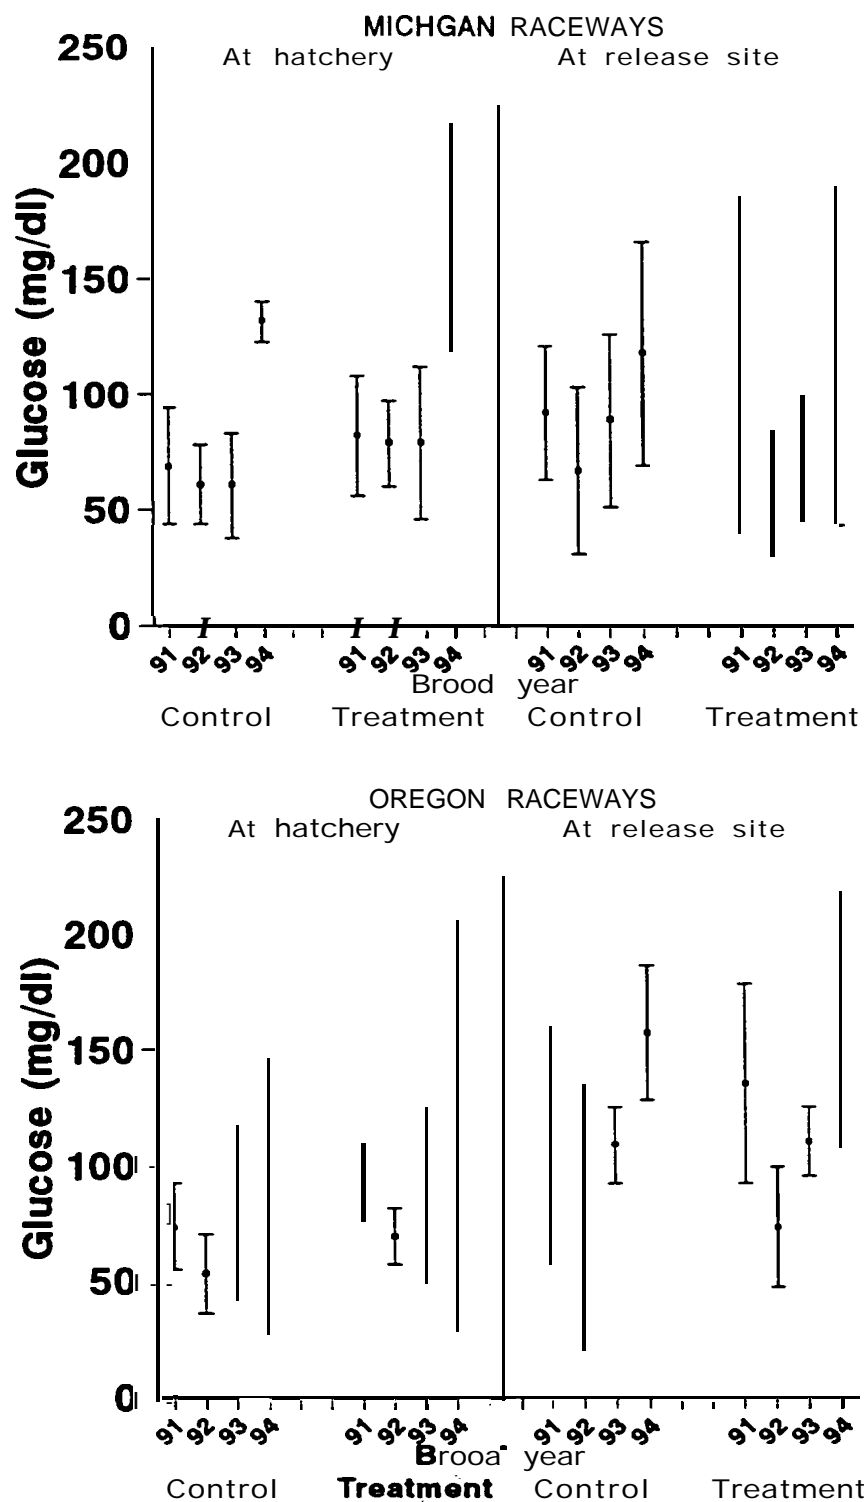 MICHGAN RACEWAYS
At hatchery At release site
250
200
150
100
50
0
Glucose (mg/dl)
91 92 93 94 91 92 93 94 91 92 93 94 91 92 93 94
Brood year
Control Treatment Control Treatment
OREGON RACEWAYS
At hatchery At release site
250
200
150
100
50
0
Glucose (mg/dl)
91 92 93 94 91 92 93 94 91 92 93 94 91 92 93 94
Brooa year
Control Treatment Control Treatment